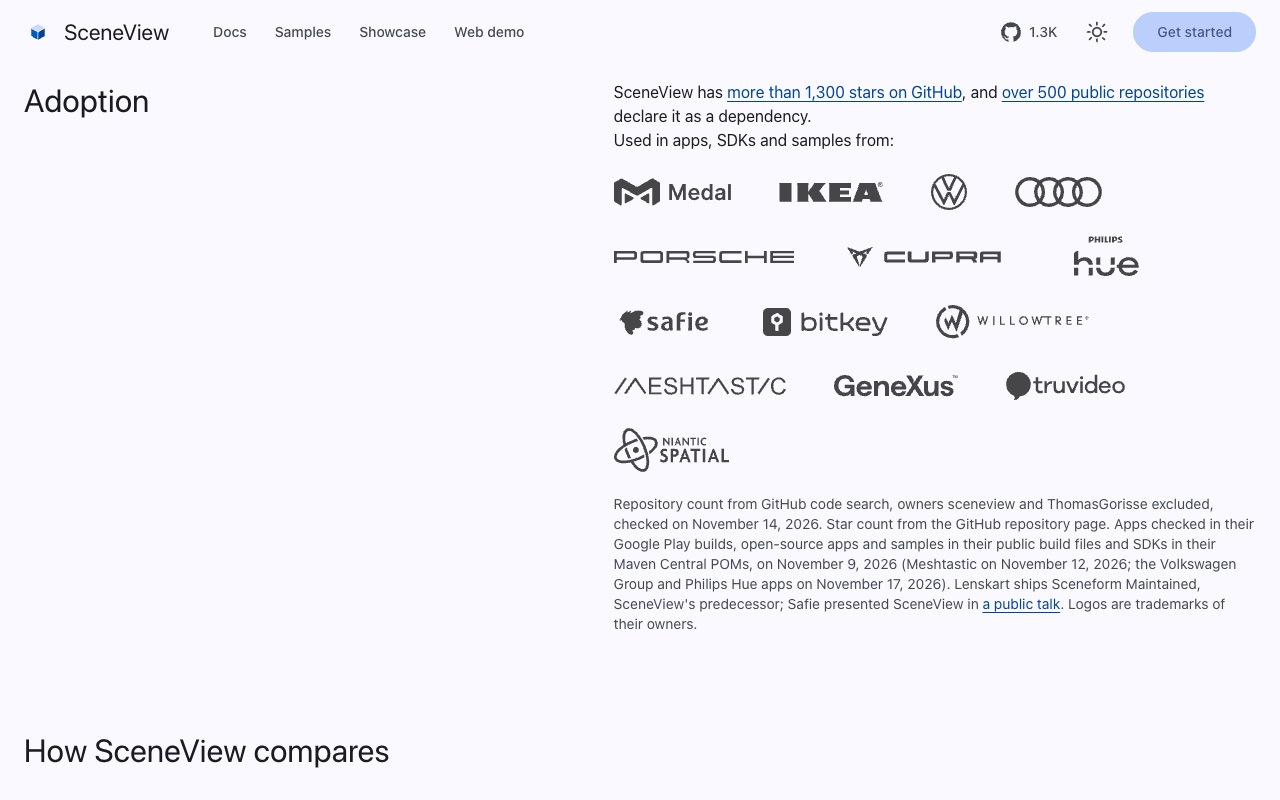 SceneView
Docs
Samples
Showcase
Web demo
1.3K
Get started
Adoption
SceneView has more than 1,300 stars on GitHub, and over 500 public repositories
declare it as a dependency.
Used in apps, SDKs and samples from:
Medal
IKEA®
VW
PORSCHE
CUPRA
PHILIPS
hue
safie
bitkey
WILLOWTREE®
MESHTASTIC
GeneXus™
truvideo
NIANTIC
SPATIAL
Repository count from GitHub code search, owners sceneview and ThomasGorisse excluded,
checked on November 14, 2026. Star count from the GitHub repository page. Apps checked in their
Google Play builds, open-source apps and samples in their public build files and SDKs in their
Maven Central POMs, on November 9, 2026 (Meshtastic on November 12, 2026; the Volkswagen
Group and Philips Hue apps on November 17, 2026). Lenskart ships Sceneform Maintained,
SceneView's predecessor; Safie presented SceneView in a public talk. Logos are trademarks of
their owners.
How SceneView compares